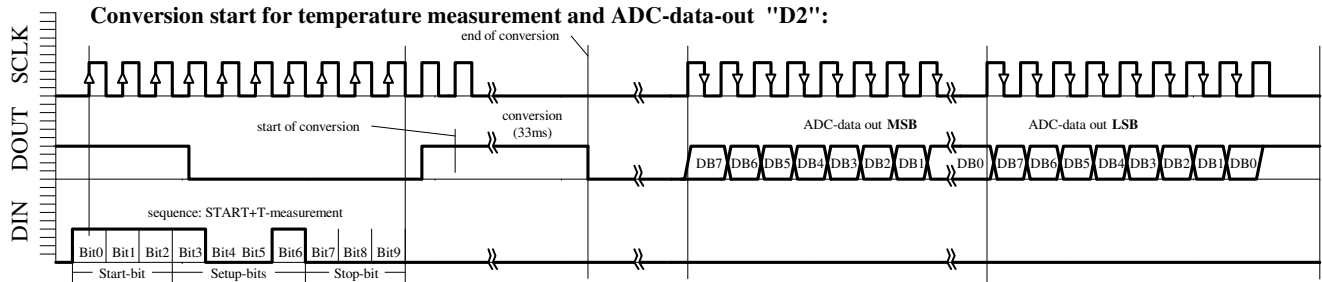 Conversion start for temperature measurement and ADC-data-out "D2":
end of conversion
SCLK
start of conversion
conversion
(33ms)
ADC-data out MSB
ADC-data out LSB
DOUT
DB7 DB6 DB5 DB4 DB3 DB2 DB1 DB0 DB7 DB6 DB5 DB4 DB3 DB2 DB1 DB0
sequence: START+T-measurement
DIN
Bit0 Bit1 Bit2 Bit3 Bit4 Bit5 Bit6 Bit7 Bit8 Bit9
Start-bit Setup-bits Stop-bit